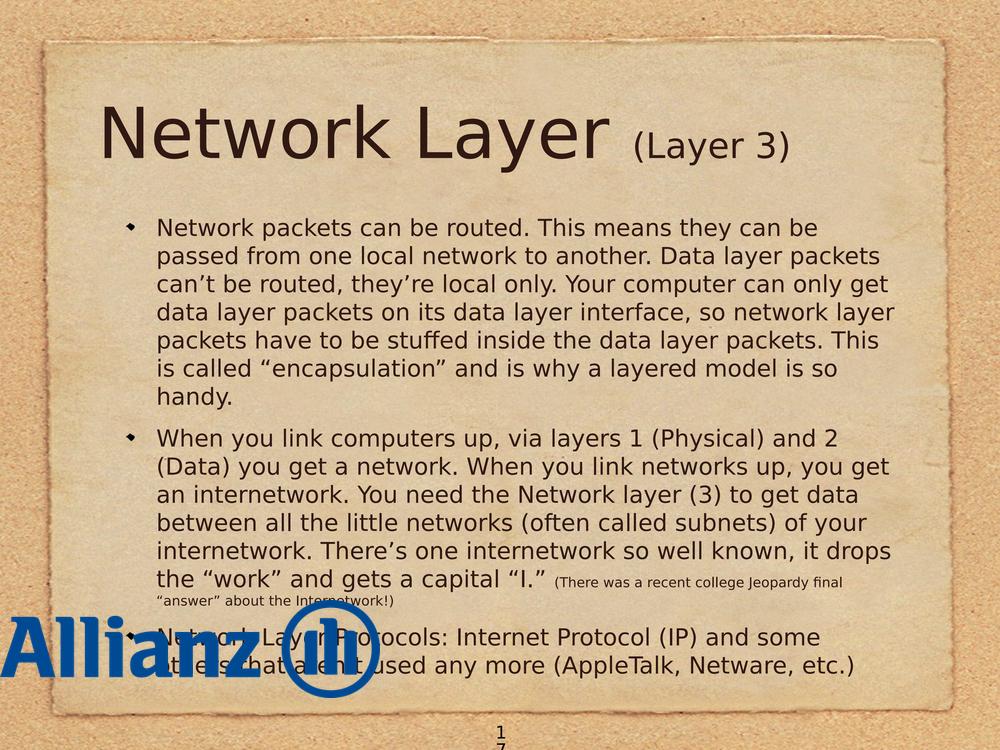 Network Layer (Layer 3)
Network packets can be routed. This means they can be
passed from one local network to another. Data layer packets
can’t be routed, they’re local only. Your computer can only get
data layer packets on its data layer interface, so network layer
packets have to be stuffed inside the data layer packets. This
is called “encapsulation” and is why a layered model is so
handy.
When you link computers up, via layers 1 (Physical) and 2
(Data) you get a network. When you link networks up, you get
an internetwork. You need the Network layer (3) to get data
between all the little networks (often called subnets) of your
internetwork. There’s one internetwork so well known, it drops
the “work” and gets a capital “I.” (There was a recent college Jeopardy final
“answer” about the Internetwork!)
Network Layer Protocols: Internet Protocol (IP) and some
others that aren’t used any more (AppleTalk, Netware, etc.)
Allianz
1
7